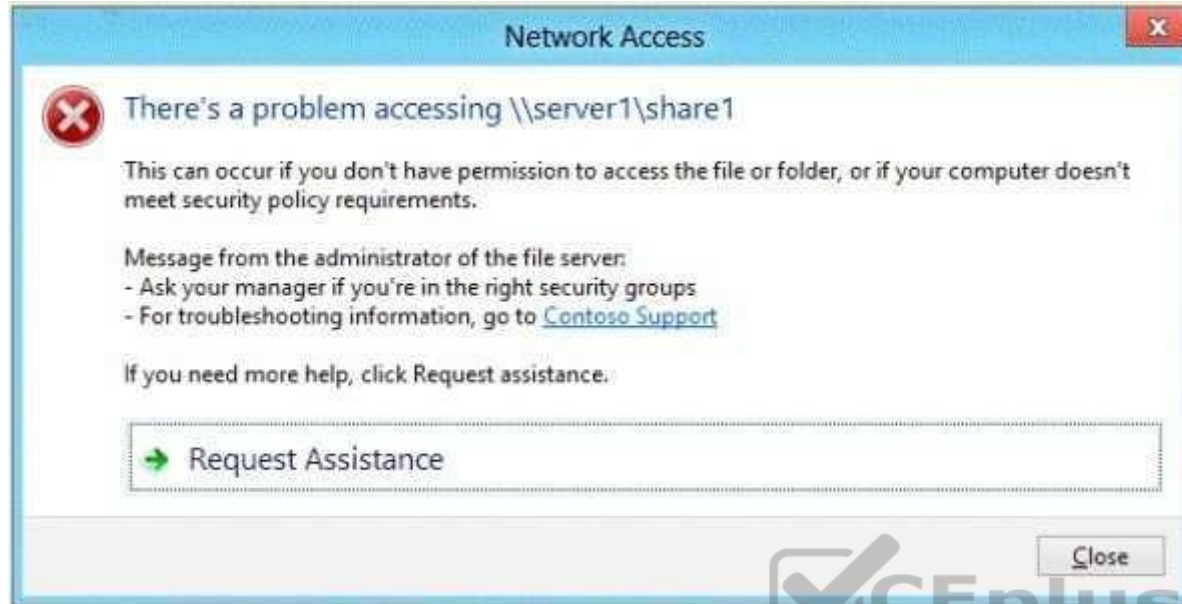 Network Access
There's a problem accessing \\server1\share1
This can occur if you don't have permission to access the file or folder, or if your computer doesn't
meet security policy requirements.
Message from the administrator of the file server:
- Ask your manager if you're in the right security groups
- For troubleshooting information, go to Contoso Support
If you need more help, click Request assistance.
Request Assistance
Close
CEplus